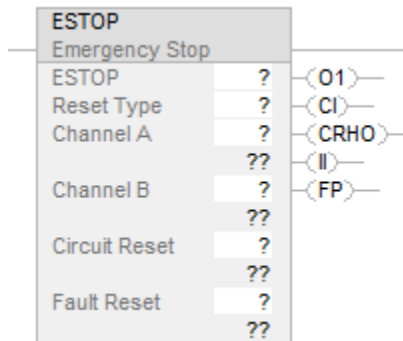 ESTOP
Emergency Stop
ESTOP ? (O1)
Reset Type ? (CI)
Channel A ? (CRHO)
?? (II)
Channel B ? (FP)
??
Circuit Reset ?
??
Fault Reset ?
??